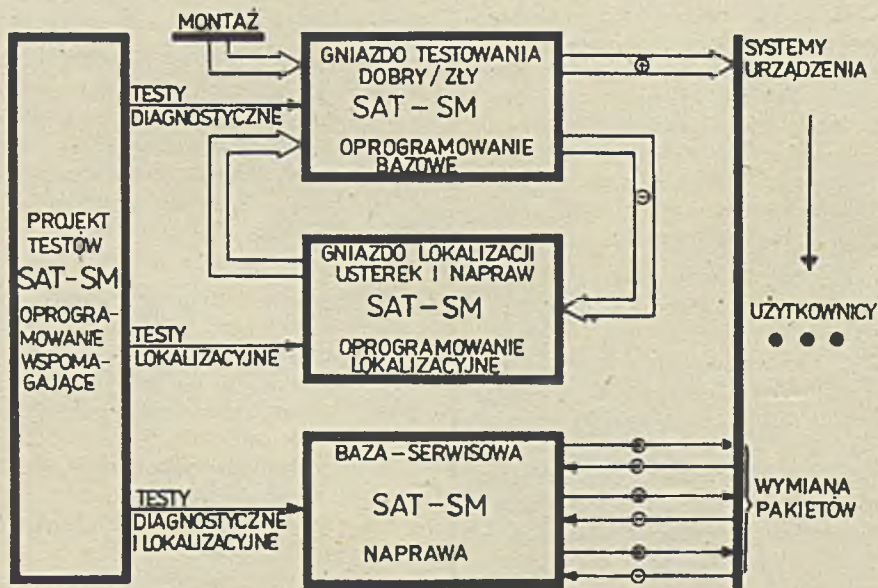 MONTAŻ
GNIAZDO TESTOWANIA
DOBRY/ZŁY
SAT-SM
OPROGRAMOWANIE
BAZOWE
SYSTEMY
URZĄDZENIA
TESTY
DIAGNOSTYCZNE
PROJEKT
TESTÓW
SAT-SM
OPROGRA-
MOWANIE
WSPOMA-
GAJĄCE
GNIAZDO LOKALIZACJI
USTEREK I NAPRAW
SAT-SM
OPROGRAMOWANIE
LOKALIZACYJNE
TESTY
LOKALIZACYJNE
UŻYTKOWNICY
BAZA-SERWISOWA
SAT-SM
NAPRAWA
TESTY
DIAGNOSTYCZNE
I LOKALIZACYJNE
WYMIANA
PAKIETÓW